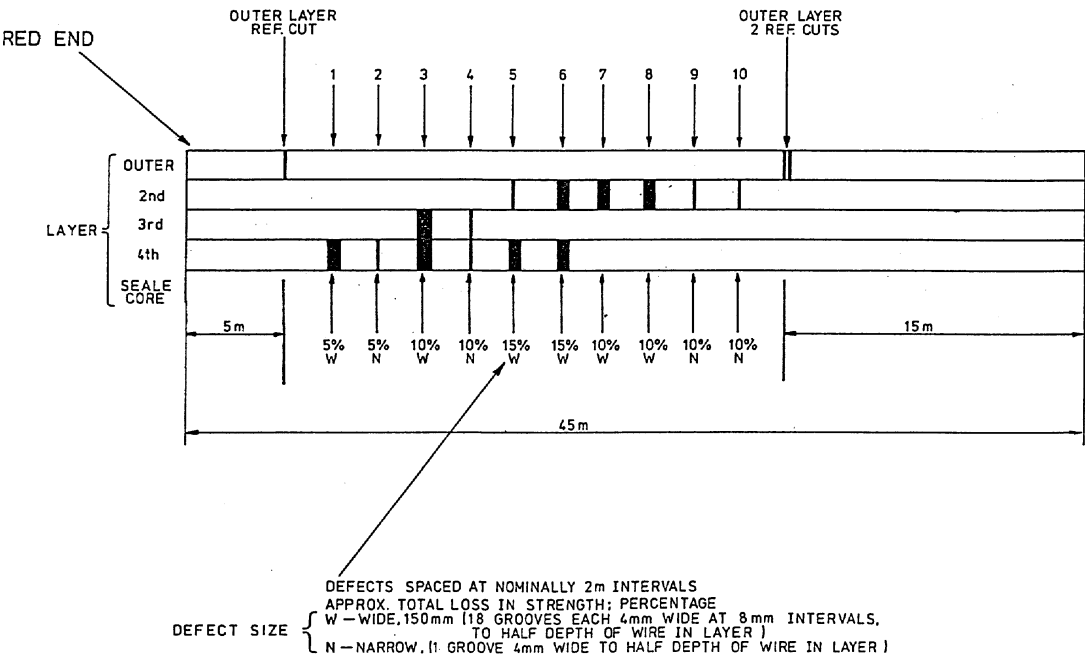 OUTER LAYER
REF. CUT
OUTER LAYER
2 REF. CUTS
RED END
1 2 3 4 5 6 7 8 9 10
OUTER
2nd
LAYER
3rd
4th
SEALE
CORE
5m
15m
5% 5% 10% 10% 15% 15% 10% 10% 10% 10%
W N W N W W W W N N
45m
DEFECTS SPACED AT NOMINALLY 2m INTERVALS
APPROX. TOTAL LOSS IN STRENGTH; PERCENTAGE
DEFECT SIZE
W – WIDE, 150mm (18 GROOVES EACH 4mm WIDE AT 8mm INTERVALS,
TO HALF DEPTH OF WIRE IN LAYER)
N – NARROW, (1 GROOVE 4mm WIDE TO HALF DEPTH OF WIRE IN LAYER)